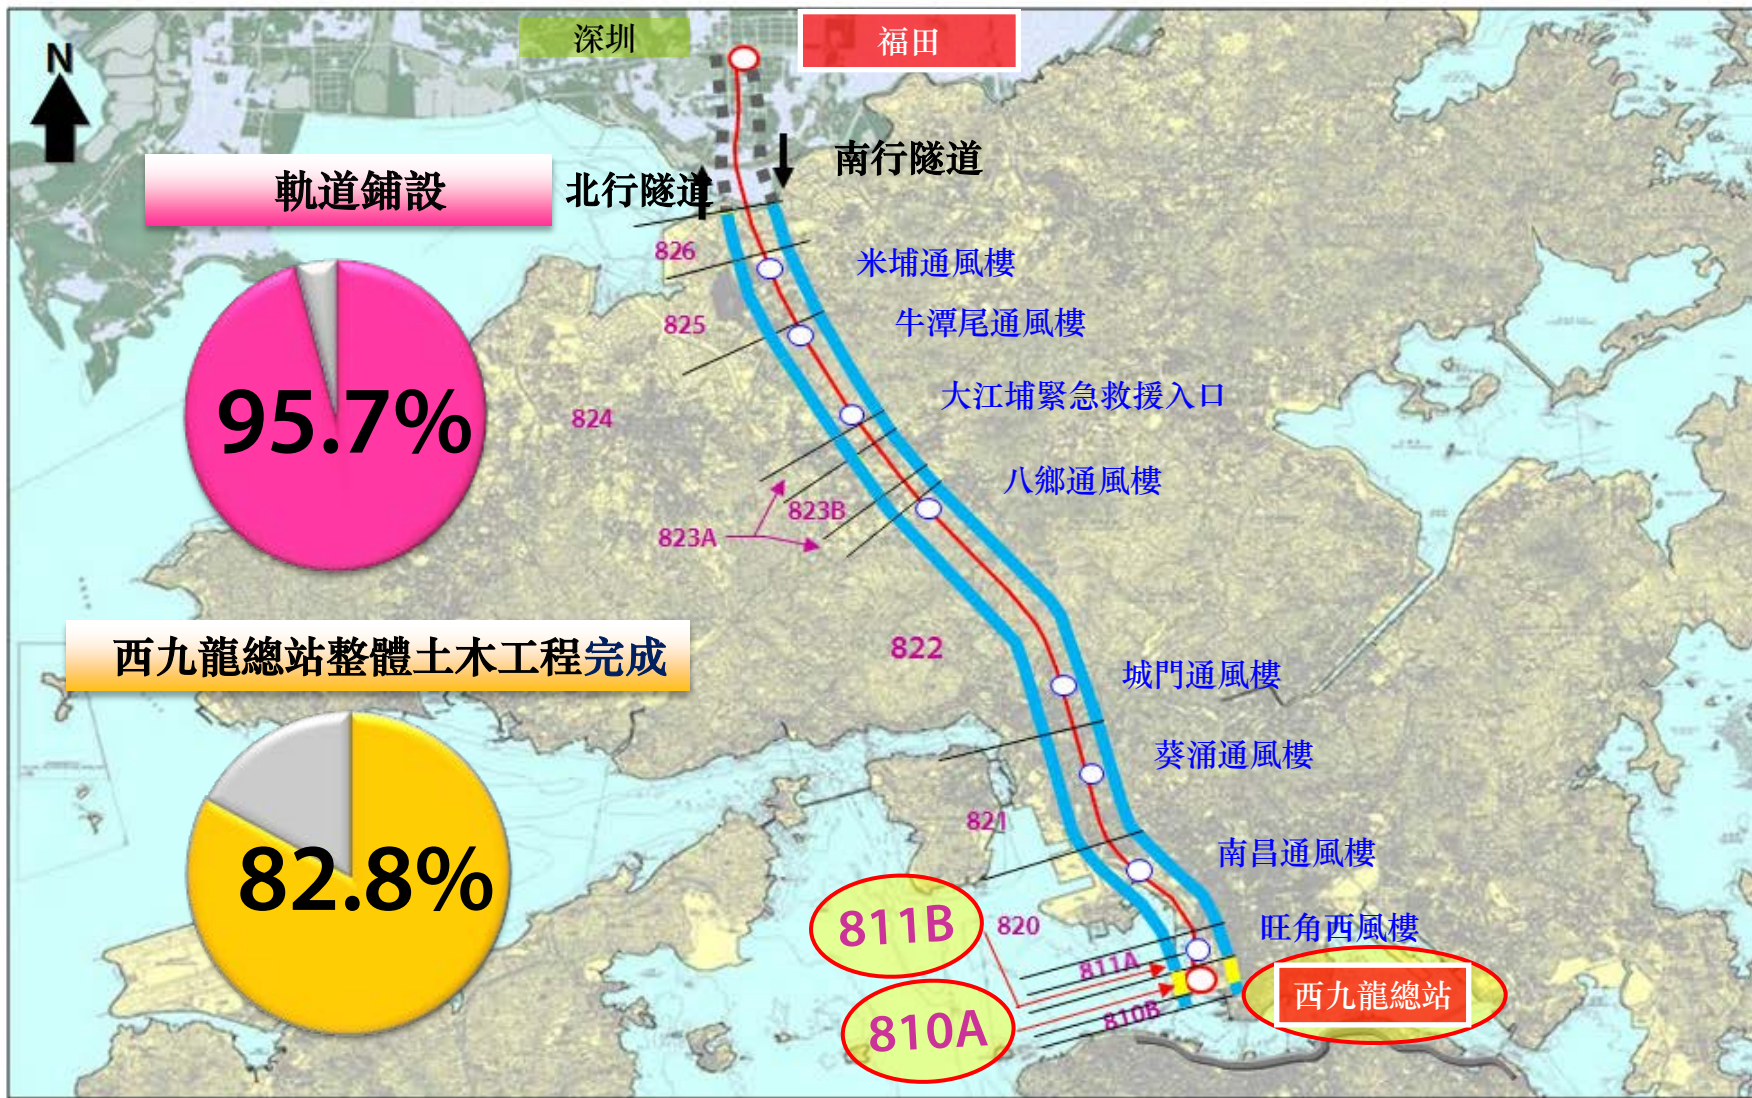 深圳
福田
N
南行隧道
軌道鋪設
北行隧道
826
米埔通風樓
825
牛潭尾通風樓
大江埔緊急救援入口
824
95.7%
八鄉通風樓
823B
823A
822
西九龍總站整體土木工程完成
城門通風樓
葵涌通風樓
821
南昌通風樓
82.8%
811B
820
旺角西風樓
811A
西九龍總站
810A
810B